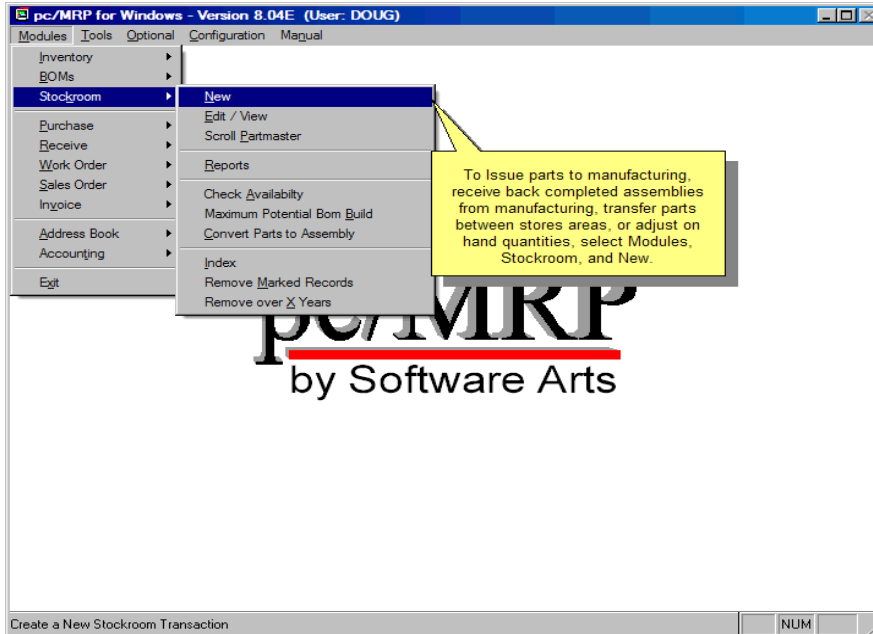 pc/MRP for Windows - Version 8.04E (User: DOUG)
Modules Tools Optional Configuration Manual
Inventory
BOMs
Stockroom
Purchase
Receive
Work Order
Sales Order
Invoice
Address Book
Accounting
Exit
New
Edit / View
Scroll Partmaster
Reports
Check Availabilty
Maximum Potential Bom Build
Convert Parts to Assembly
Index
Remove Marked Records
Remove over X Years
To Issue parts to manufacturing,
receive back completed assemblies
from manufacturing, transfer parts
between stores areas, or adjust on
hand quantities, select Modules,
Stockroom, and New.
pc/MRP
by Software Arts
Create a New Stockroom Transaction
NUM